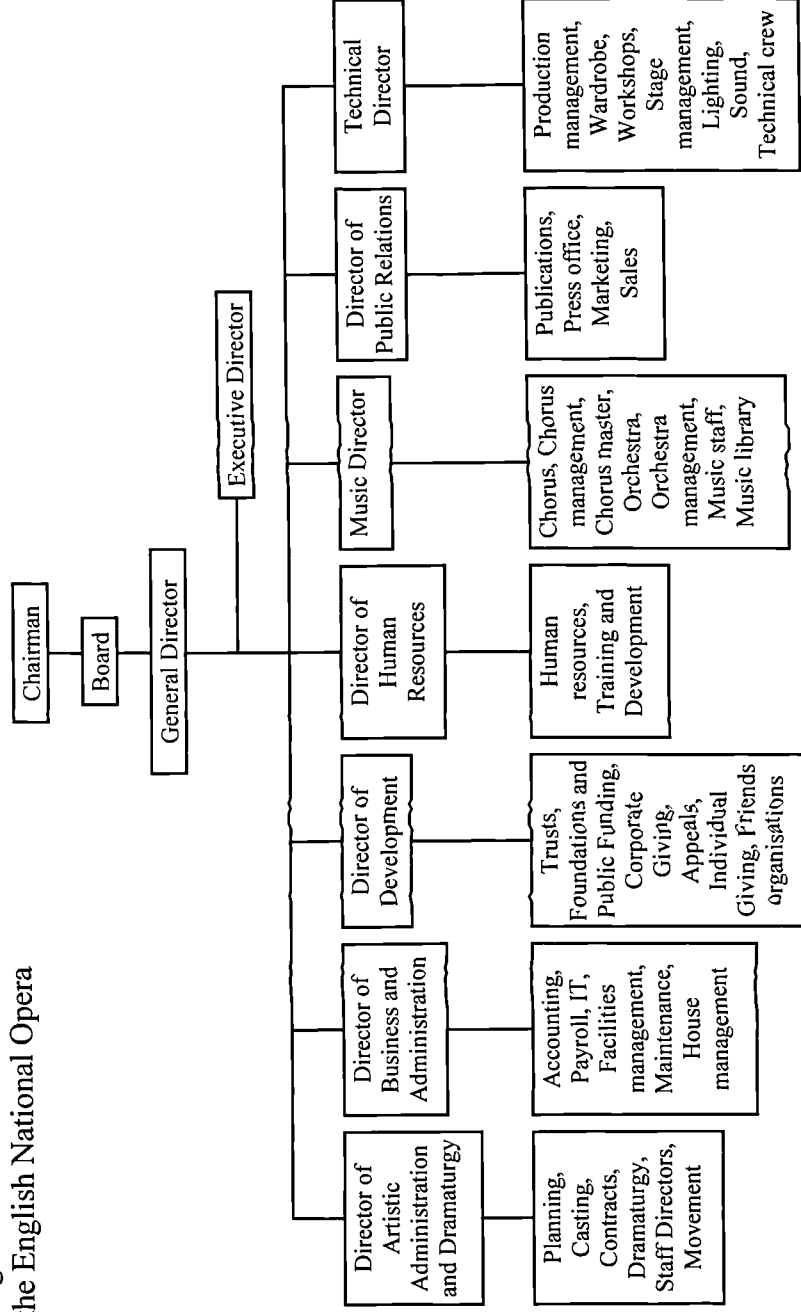 the English National Opera
Chairman
Board
General Director
Executive Director
Director of
Artistic
Administration
and Dramaturgy
Director of
Business and
Administration
Director of
Development
Director of
Human
Resources
Music Director
Director of
Public Relations
Technical
Director
Planning,
Casting,
Contracts,
Dramaturgy,
Staff Directors,
Movement
Accounting,
Payroll, IT,
Facilities
management,
Maintenance,
House
management
Trusts,
Foundations and
Public Funding,
Corporate
Giving,
Appeals,
Individual
Giving, Friends
organisations
Human
resources,
Training and
Development
Chorus, Chorus
management,
Chorus master,
Orchestra,
Orchestra
management,
Music staff,
Music library
Publications,
Press office,
Marketing,
Sales
Production
management,
Wardrobe,
Workshops,
Stage
management,
Lighting,
Sound,
Technical crew